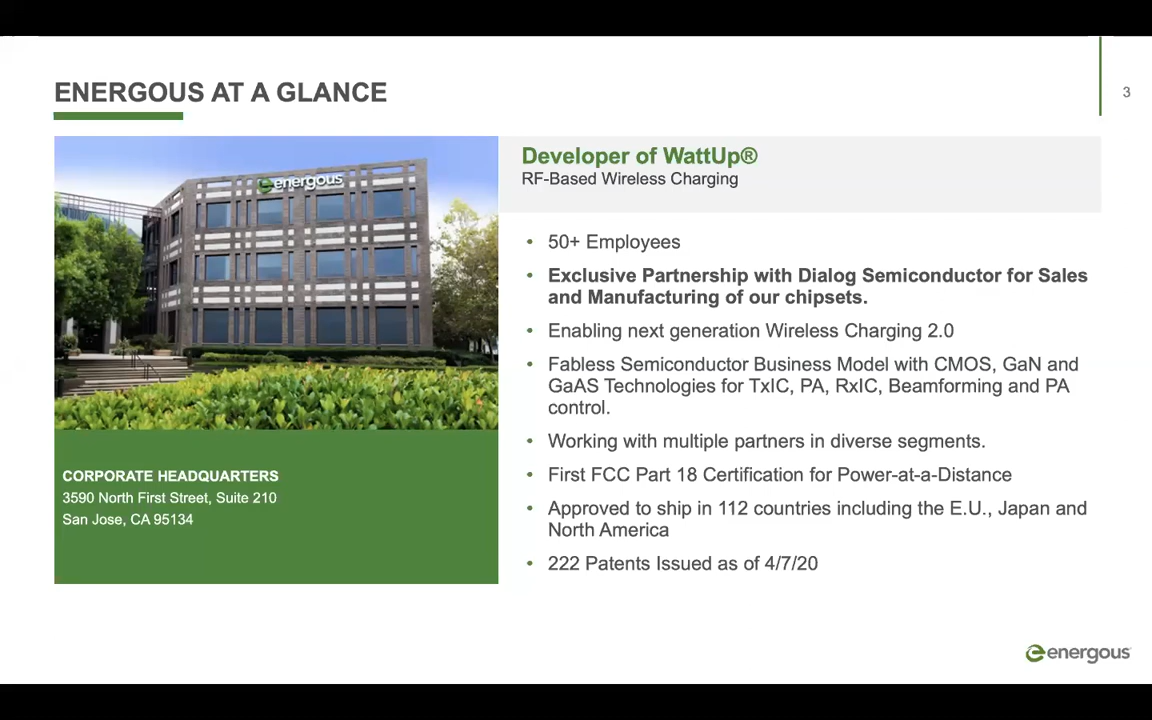 ENERGOUS AT A GLANCE
3
energous
Developer of WattUp®
RF-Based Wireless Charging
• 50+ Employees
• Exclusive Partnership with Dialog Semiconductor for Sales
and Manufacturing of our chipsets.
• Enabling next generation Wireless Charging 2.0
• Fabless Semiconductor Business Model with CMOS, GaN and
GaAS Technologies for TxIC, PA, RxIC, Beamforming and PA
control.
• Working with multiple partners in diverse segments.
• First FCC Part 18 Certification for Power-at-a-Distance
• Approved to ship in 112 countries including the E.U., Japan and
North America
• 222 Patents Issued as of 4/7/20
CORPORATE HEADQUARTERS
3590 North First Street, Suite 210
San Jose, CA 95134
energous